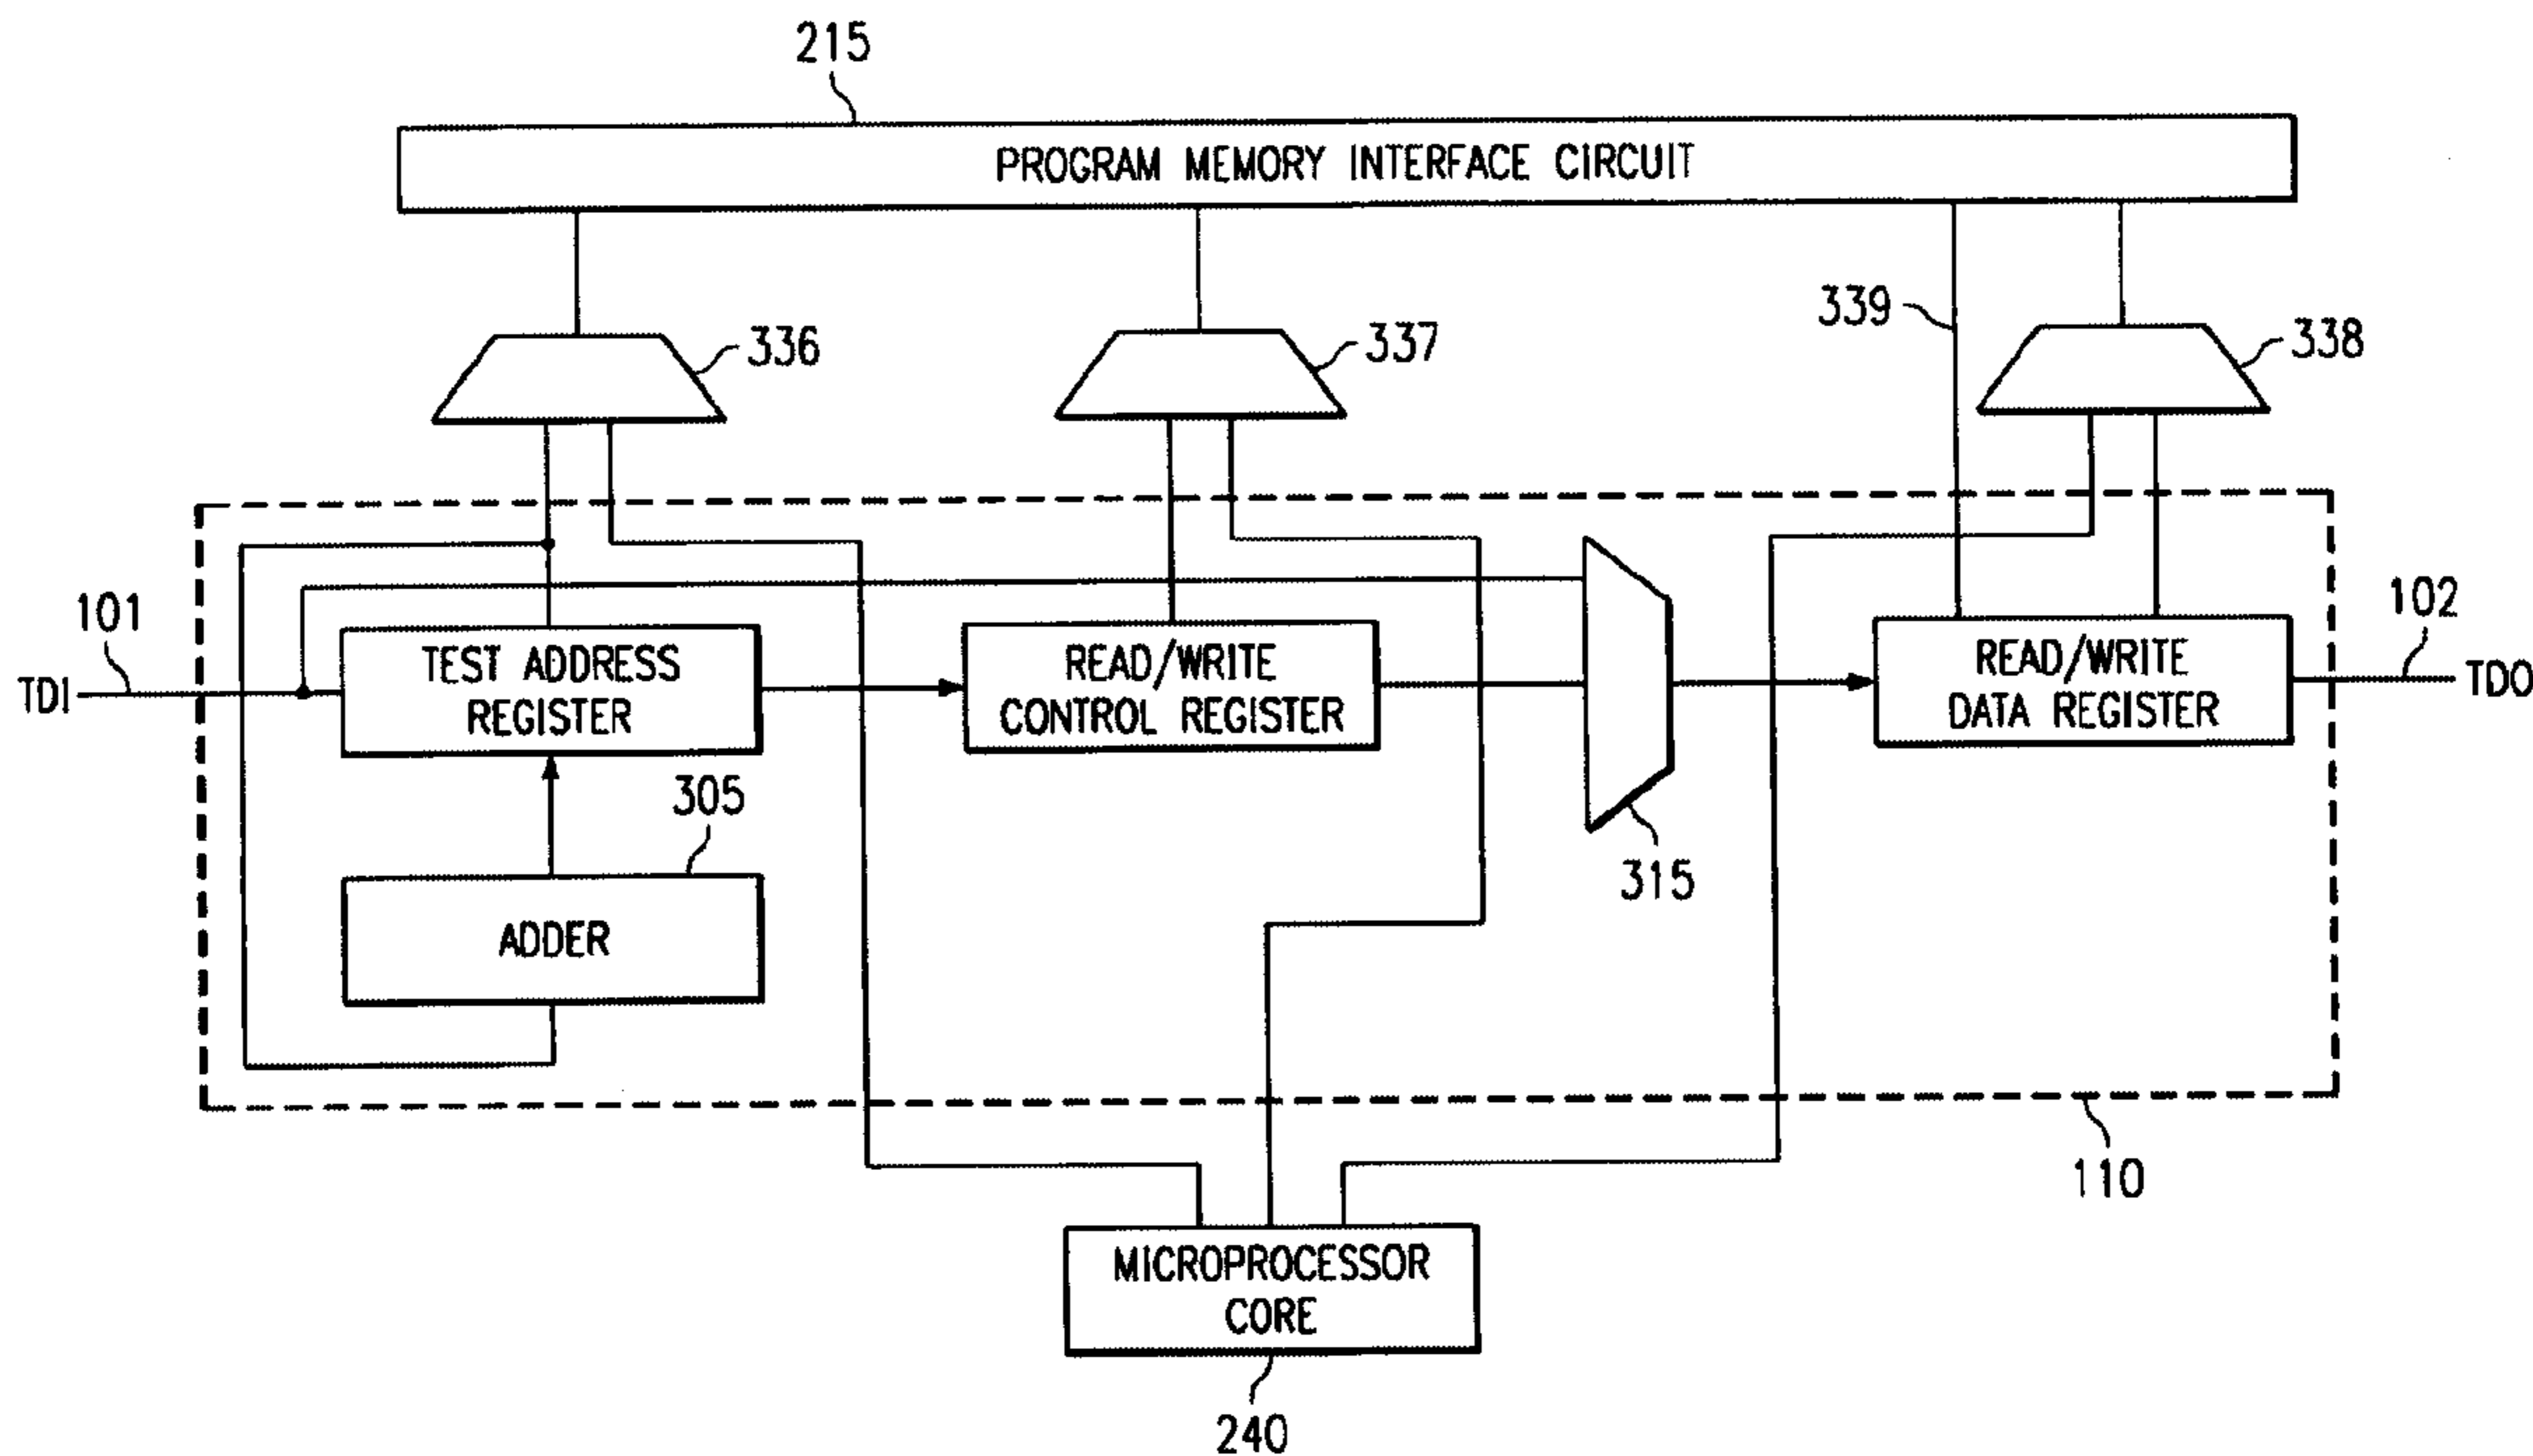 215
PROGRAM MEMORY INTERFACE CIRCUIT
336
337
339
338
101
TDI
TEST ADDRESS
REGISTER
READ/WRITE
CONTROL REGISTER
READ/WRITE
DATA REGISTER
102
TDO
305
ADDER
315
110
MICROPROCESSOR
CORE
240